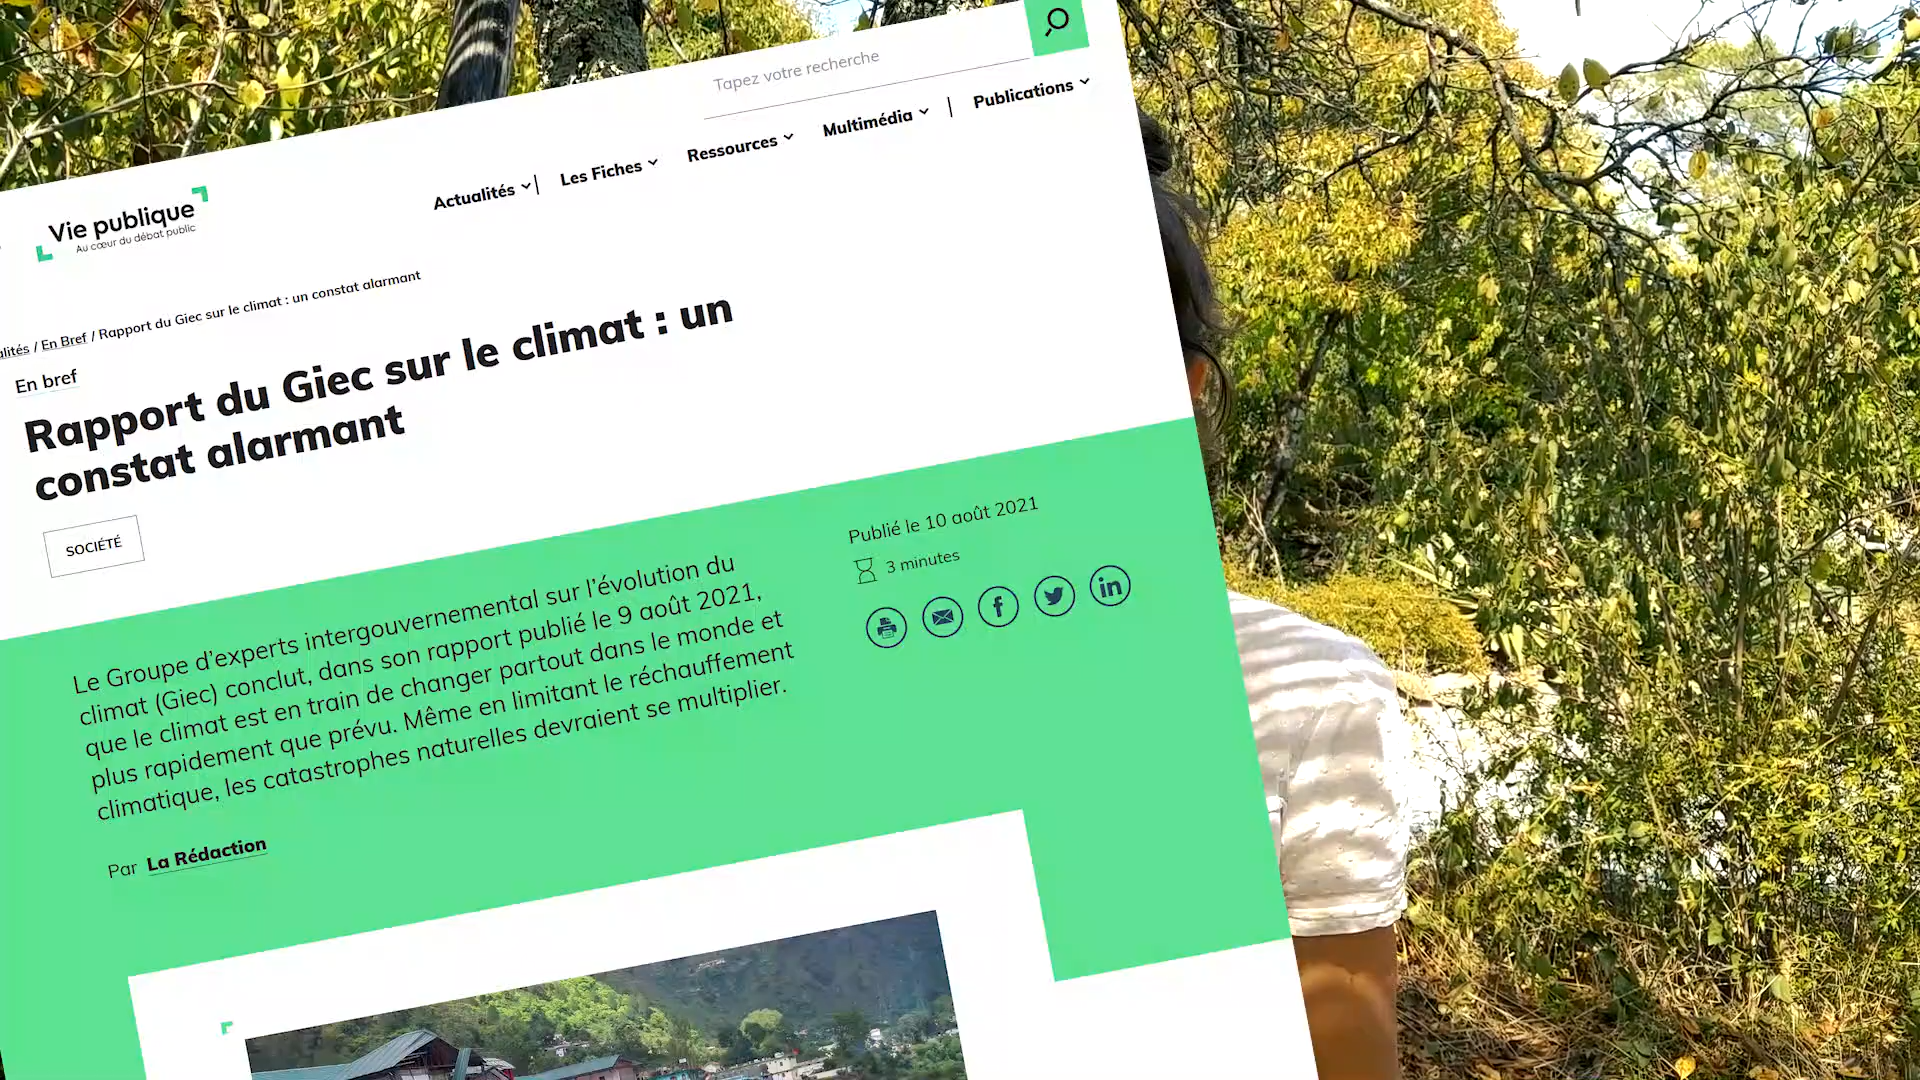 Tapez votre recherche
Actualités
Les Fiches
Ressources
Multimédia
Publications
Vie publique
Au cœur du débat public
/ En Bref / Rapport du Giec sur le climat : un constat alarmant
En bref
Rapport du Giec sur le climat : un
constat alarmant
SOCIÉTÉ
Publié le 10 août 2021
3 minutes
Le Groupe d'experts intergouvernemental sur l'évolution du
climat (Giec) conclut, dans son rapport publié le 9 août 2021,
que le climat est en train de changer partout dans le monde et
plus rapidement que prévu. Même en limitant le réchauffement
climatique, les catastrophes naturelles devraient se multiplier.
Par La Rédaction